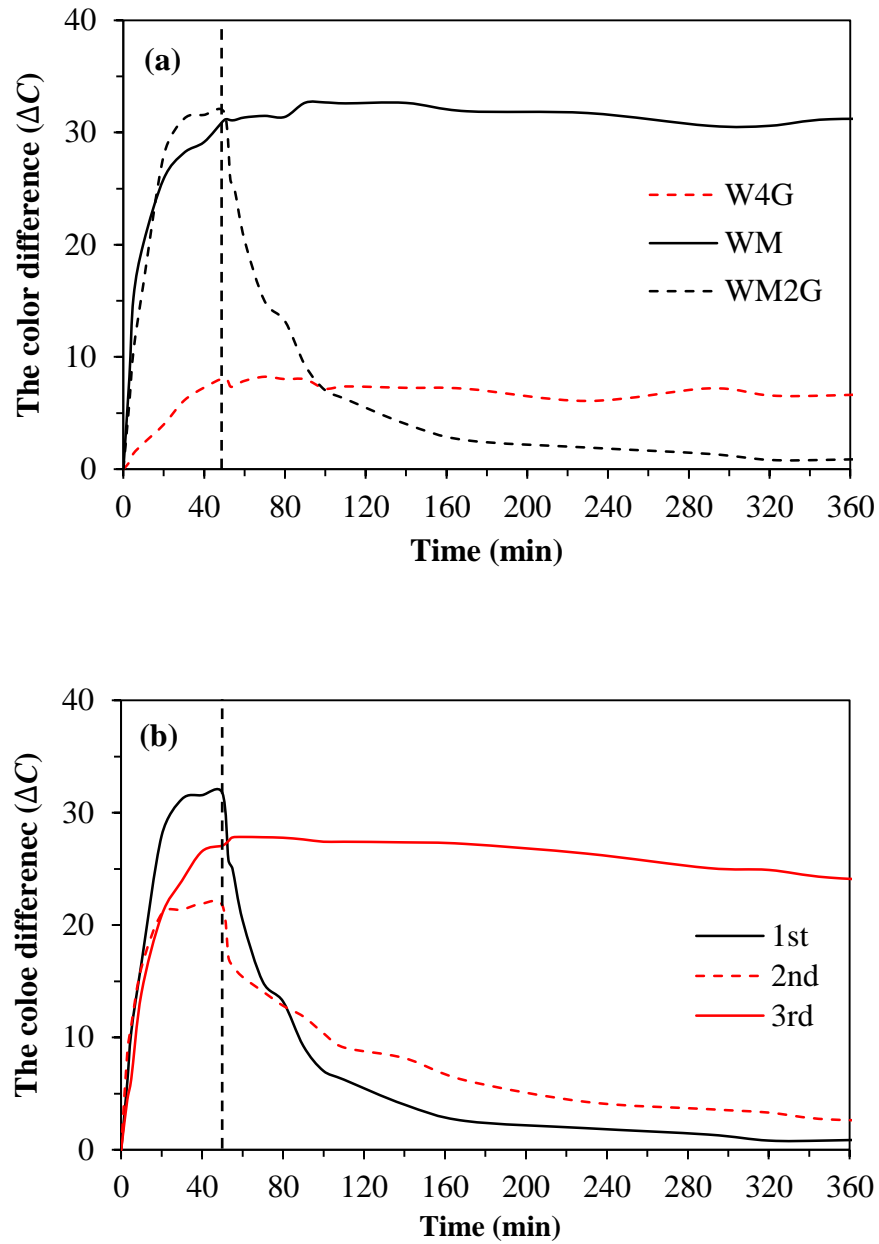 40
(a)
30
W4G
20
WM
WM2G
10
0
0 40 80 120 160 200 240 280 320 360
Time (min)
The color difference (ΔC)
40
(b)
30
20
1st
2nd
10
3rd
0
0 40 80 120 160 200 240 280 320 360
Time (min)
The coloe differenec (ΔC)